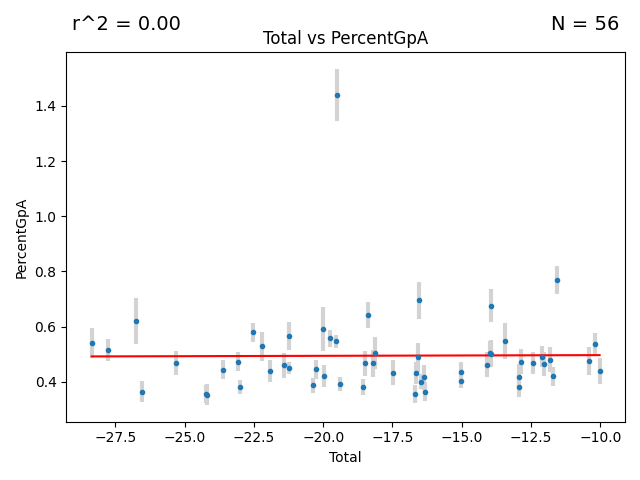 r^2 = 0.00
N = 56
Total vs PercentGpA
PercentGpA
1.4
1.2
1.0
0.8
0.6
0.4
−27.5 −25.0 −22.5 −20.0 −17.5 −15.0 −12.5 −10.0
Total